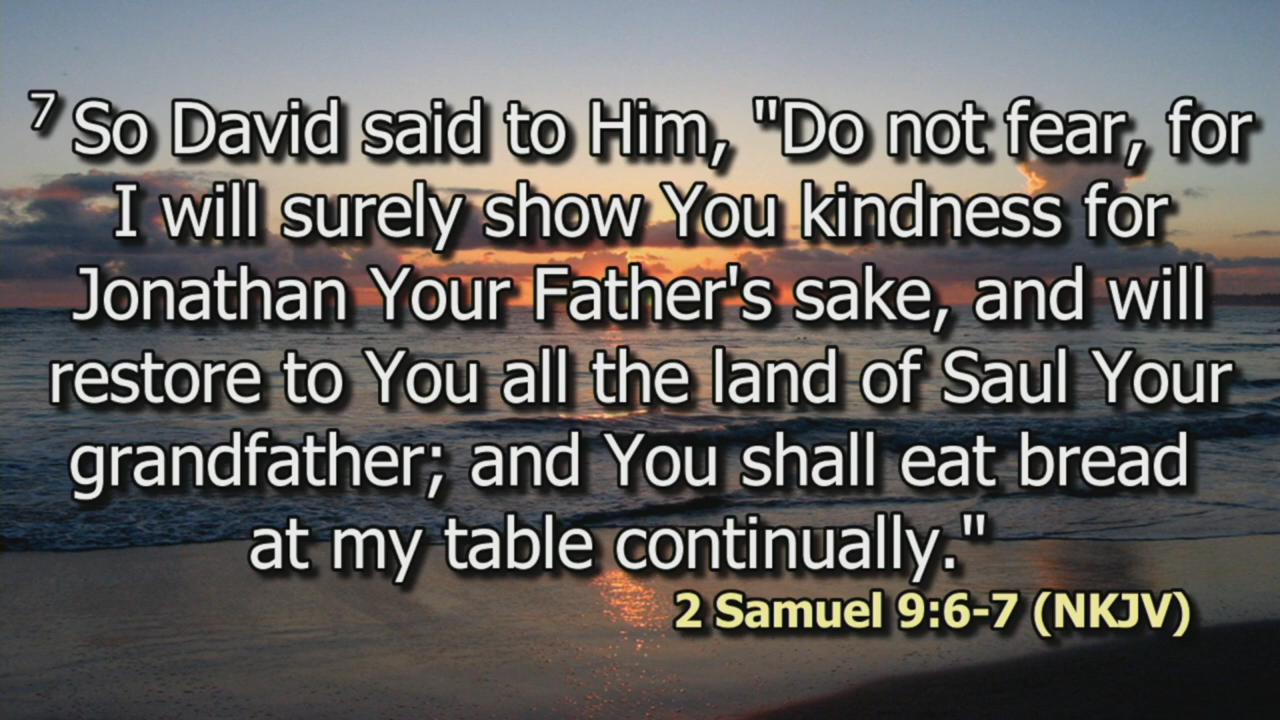 7 So David said to Him, "Do not fear, for
I will surely show You kindness for
Jonathan Your Father's sake, and will
restore to You all the land of Saul Your
grandfather; and You shall eat bread
at my table continually."
2 Samuel 9:6-7 (NKJV)